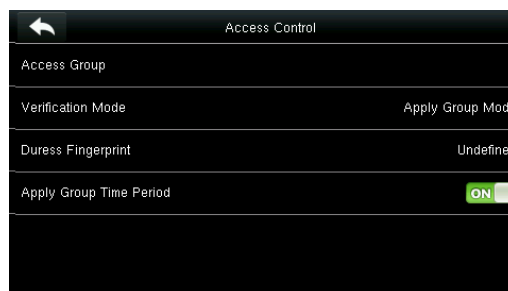 Access Control
Access Group
Verification Mode Apply Group Mod
Duress Fingerprint Undefine
Apply Group Time Period ON